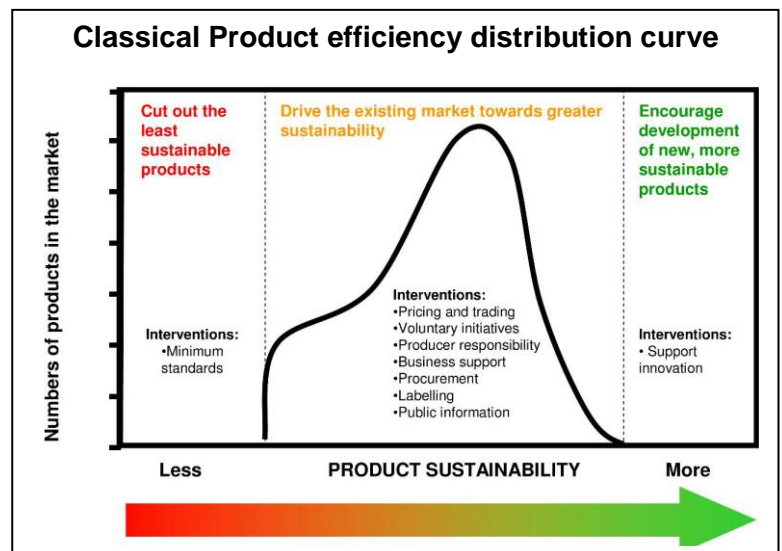 Classical Product efficiency distribution curve
Numbers of products in the market
Cut out the
least
sustainable
products
Interventions:
•Minimum
standards
Drive the existing market towards greater
sustainability
Interventions:
•Pricing and trading
•Voluntary initiatives
•Producer responsibility
•Business support
•Procurement
•Labelling
•Public information
Encourage
development
of new, more
sustainable
products
Interventions:
• Support
innovation
Less PRODUCT SUSTAINABILITY More